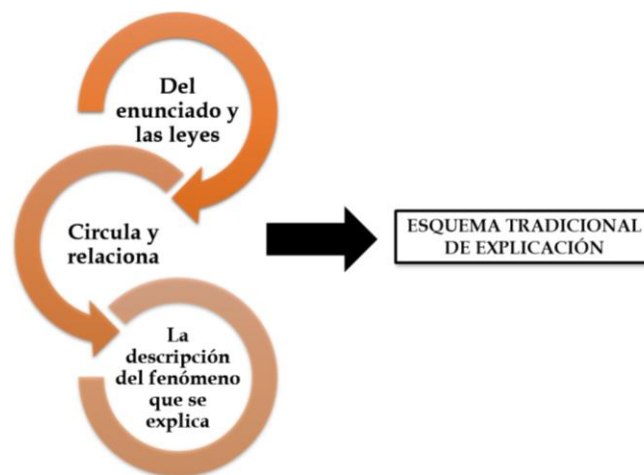 Del
enunciado y
las leyes
Circula y
relaciona
La
descripción
del fenómeno
que se
explica
ESQUEMA TRADICIONAL
DE EXPLICACIÓN